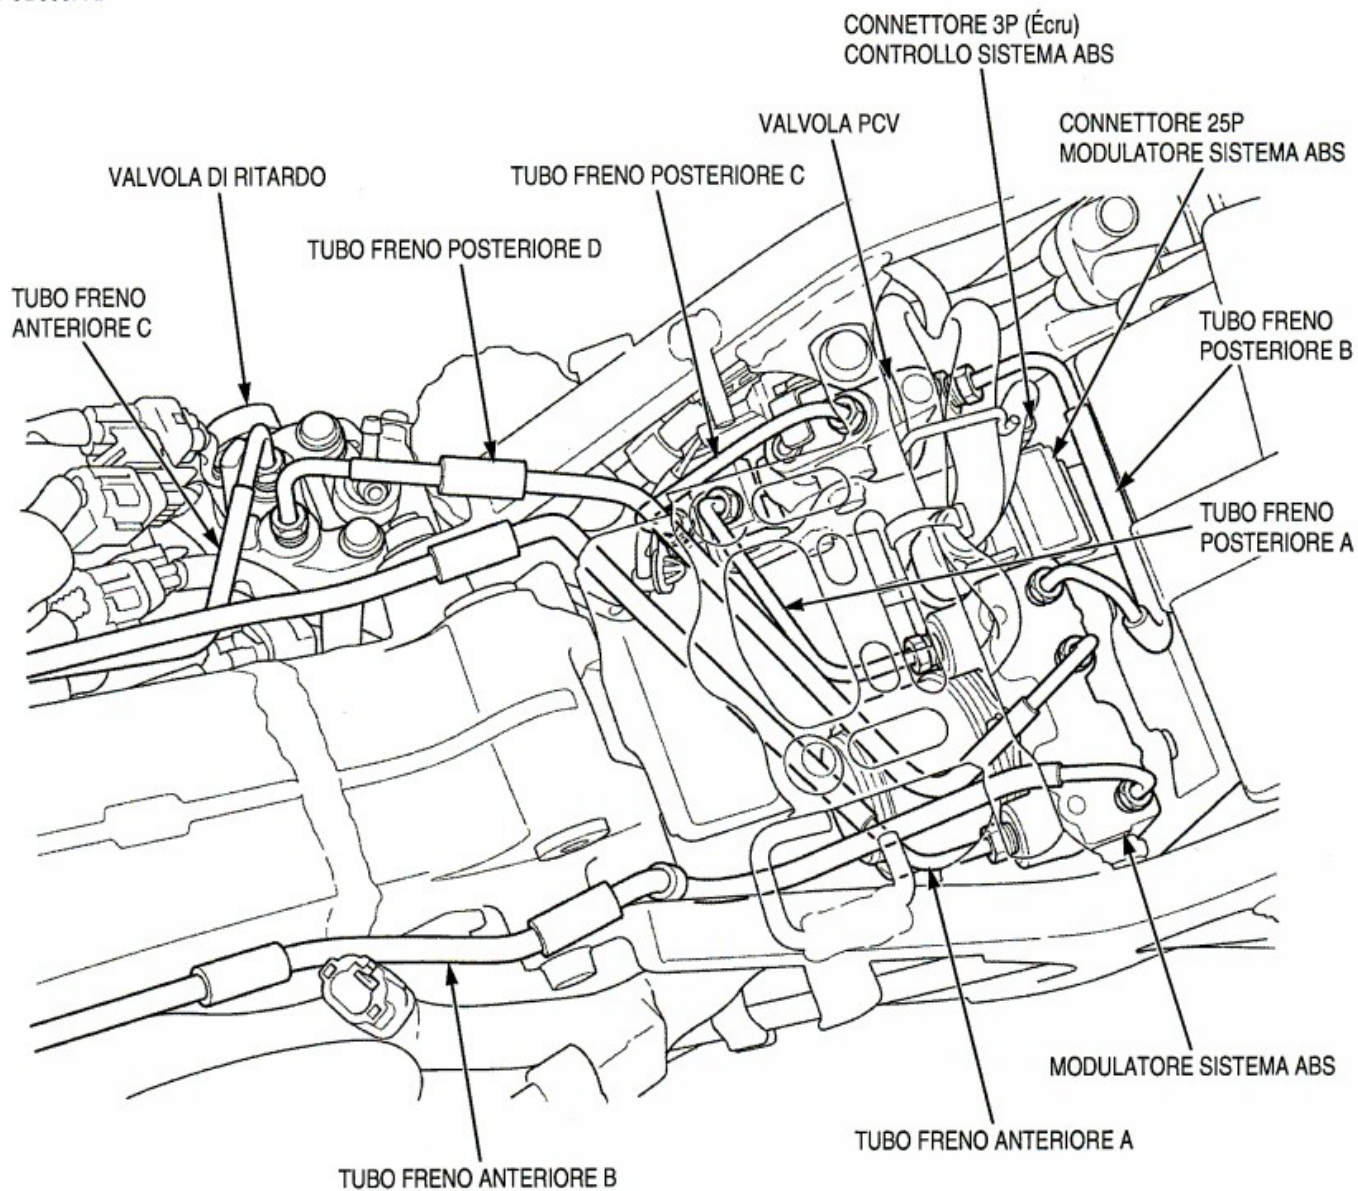 CONNETTORE 3P (Écru)
CONTROLLO SISTEMA ABS
VALVOLA PCV
CONNETTORE 25P
MODULATORE SISTEMA ABS
VALVOLA DI RITARDO
TUBO FRENO POSTERIORE C
TUBO FRENO POSTERIORE D
TUBO FRENO
ANTERIORE C
TUBO FRENO
POSTERIORE B
TUBO FRENO
POSTERIORE A
MODULATORE SISTEMA ABS
TUBO FRENO ANTERIORE A
TUBO FRENO ANTERIORE B